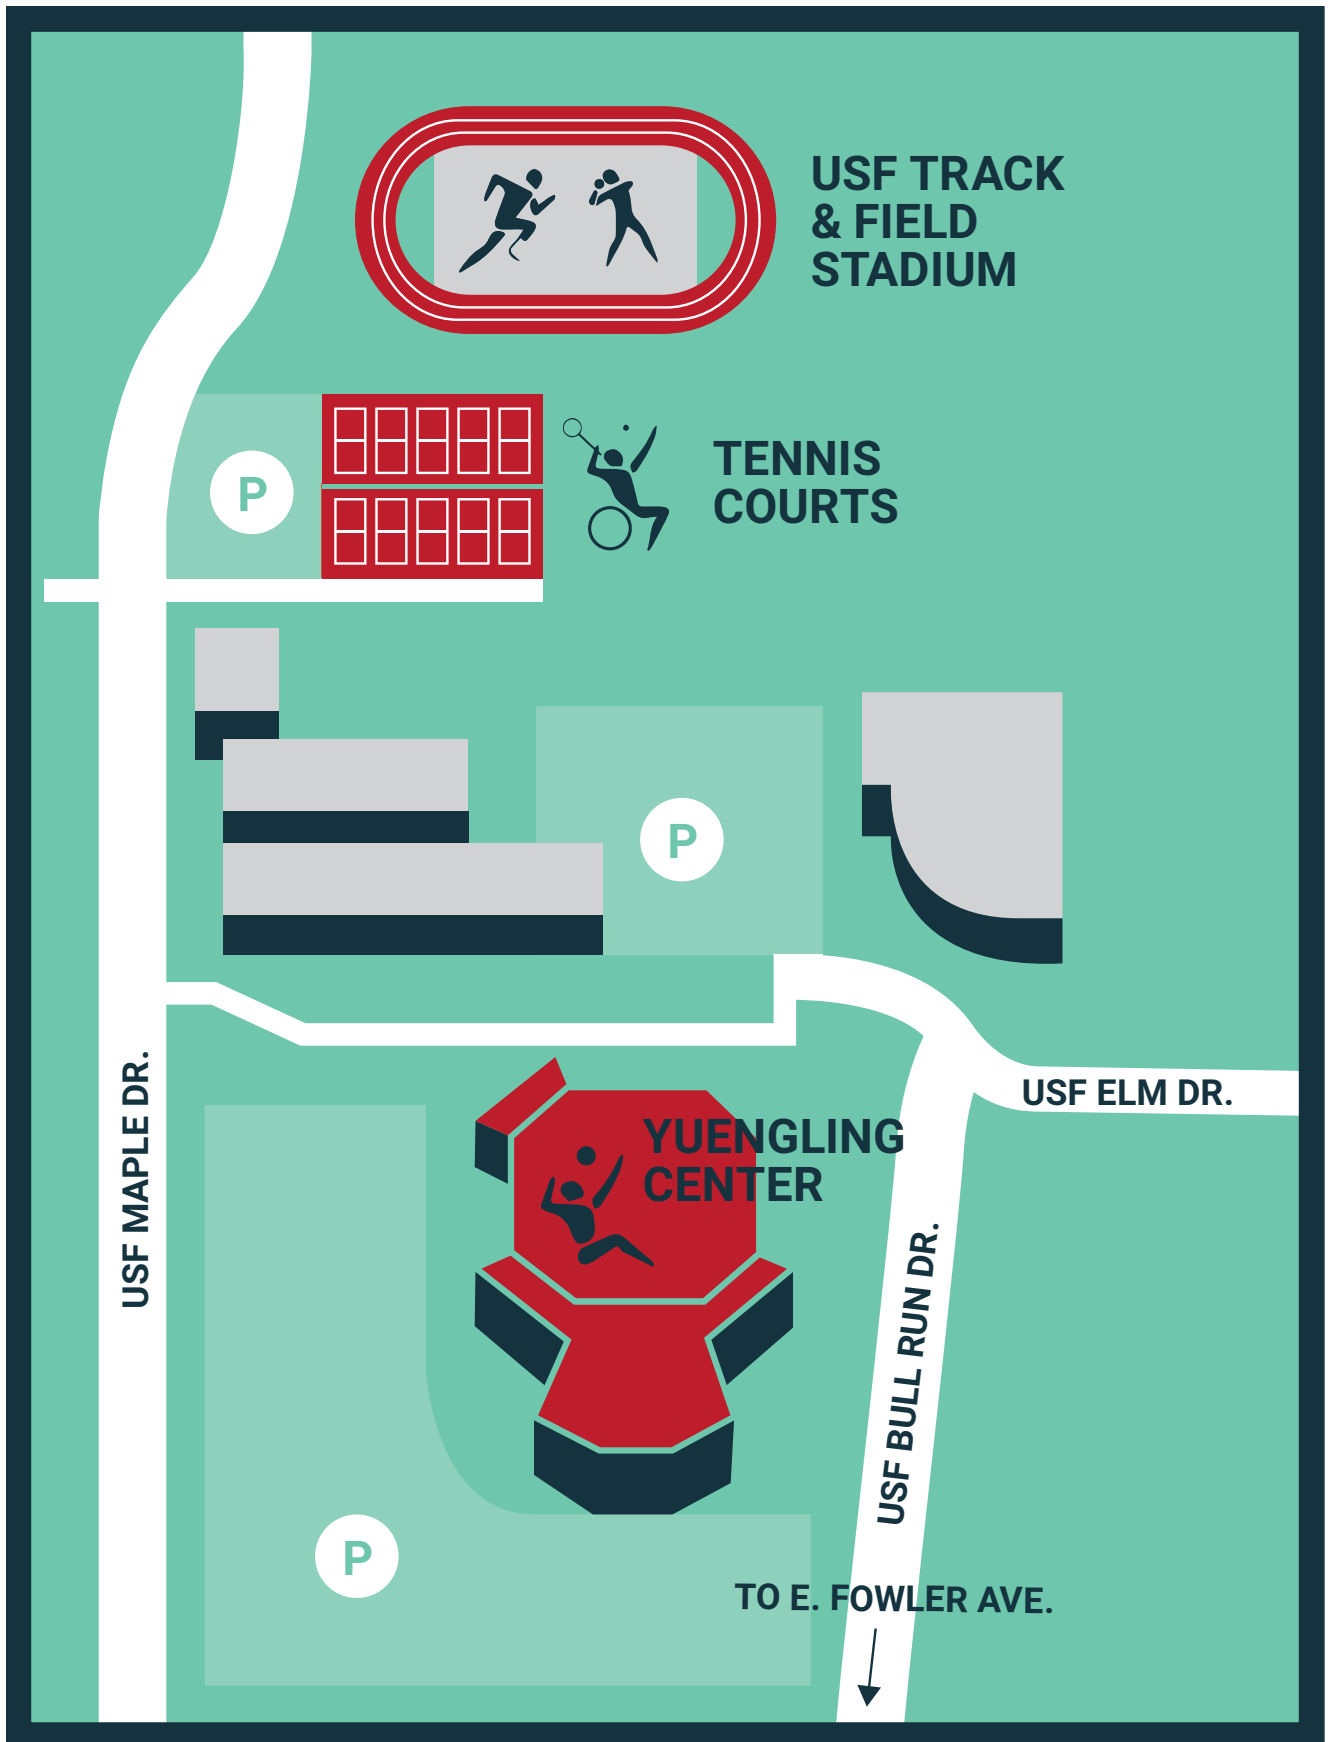 USF TRACK
& FIELD
STADIUM
P
TENNIS
COURTS
P
USF ELM DR.
USF MAPLE DR.
YUENGLING
CENTER
USF BULL RUN DR.
P
TO E. FOWLER AVE.